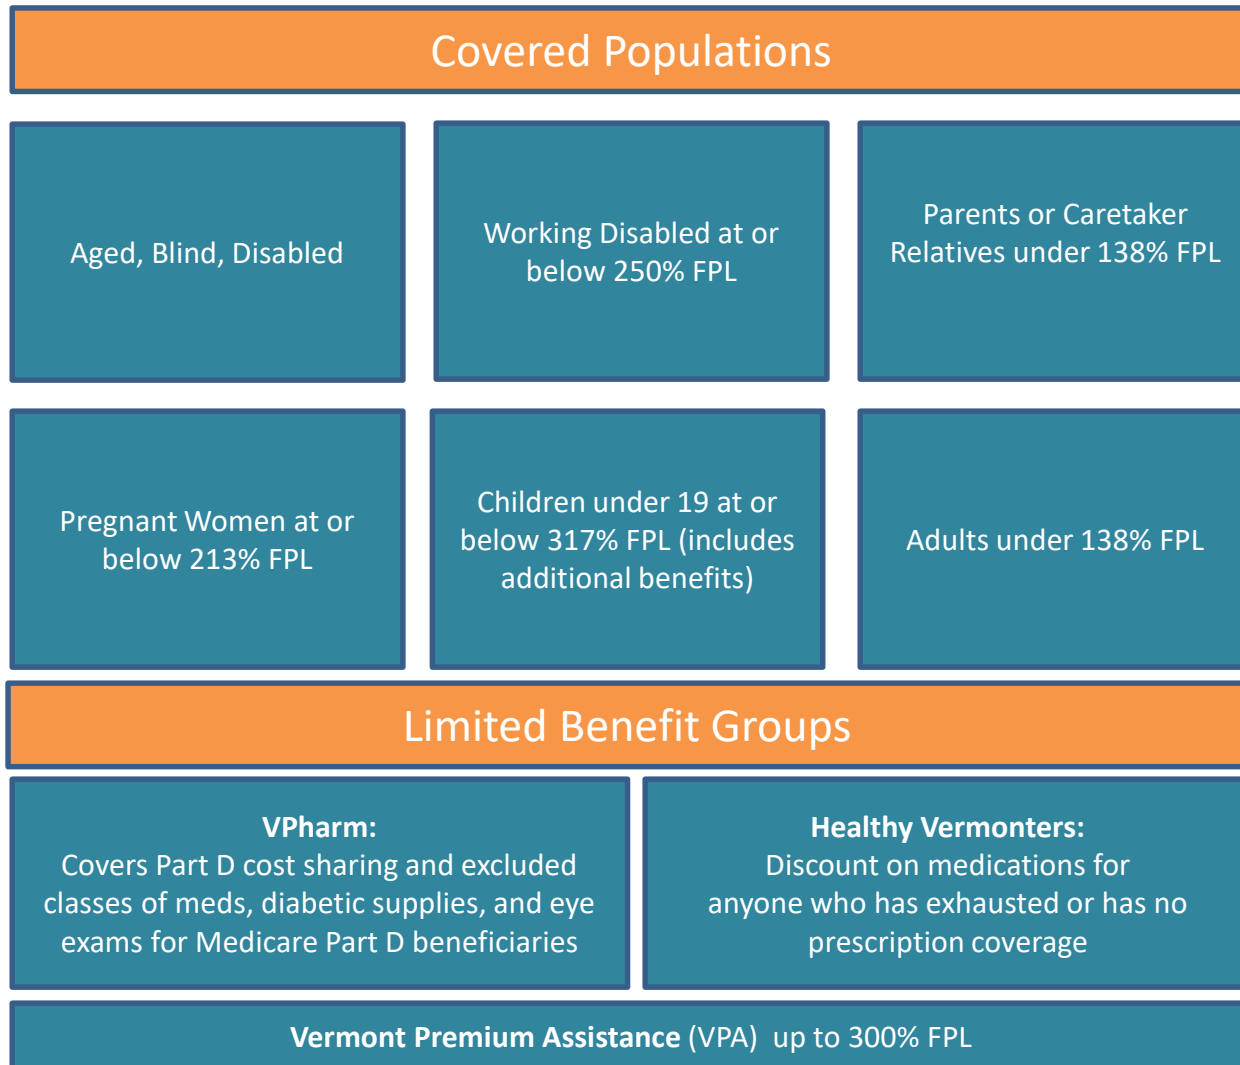 Covered Populations
Aged, Blind, Disabled
Working Disabled at or
below 250% FPL
Parents or Caretaker
Relatives under 138% FPL
Pregnant Women at or
below 213% FPL
Children under 19 at or
below 317% FPL (includes
additional benefits)
Adults under 138% FPL
Limited Benefit Groups
VPharm:
Covers Part D cost sharing and excluded
classes of meds, diabetic supplies, and eye
exams for Medicare Part D beneficiaries
Healthy Vermonters:
Discount on medications for
anyone who has exhausted or has no
prescription coverage
Vermont Premium Assistance (VPA) up to 300% FPL